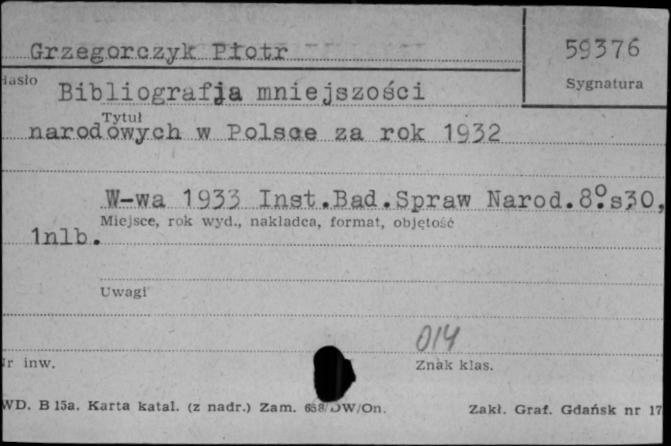 Grzegorczyk Piotr
59376
Hasło
Sygnatura
Bibliografja mniejszości
Tytuł
narodowych w Polsce za rok 1932
W-wa 1933 Inst.Bad.Spraw Narod.8°.s30,
Miejsce, rok wyd., nakładca, format, objętość
1nlb.
Uwagi
014
Nr inw.
Znak klas.
WD. B 15a. Karta katal. (z nadr.) Zam. 658/DW/On.
Zakł. Graf. Gdańsk nr 17